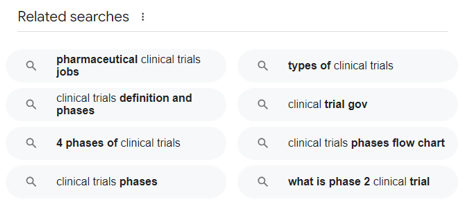 Related searches
pharmaceutical clinical trials
jobs
types of clinical trials
clinical trials definition and
phases
clinical trial gov
4 phases of clinical trials
clinical trials phases flow chart
clinical trials phases
what is phase 2 clinical trial